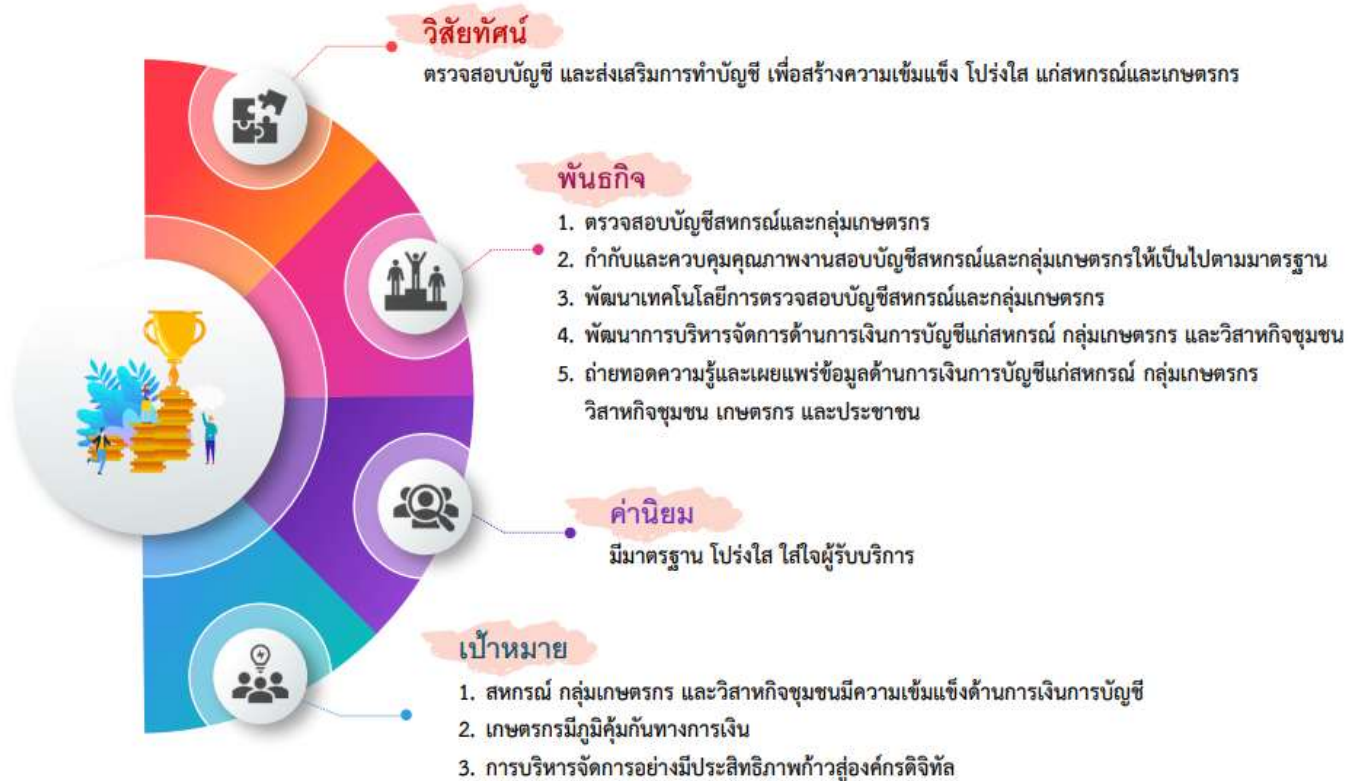 วิสัยทัศน์
ตรวจสอบบัญชี และส่งเสริมการทำบัญชี เพื่อสร้างความเข้มแข็ง โปร่งใส แก่สหกรณ์และเกษตรกร
พันธกิจ
1. ตรวจสอบบัญชีสหกรณ์และกลุ่มเกษตรกร
2. กำกับและควบคุมคุณภาพงานสอบบัญชีสหกรณ์และกลุ่มเกษตรกรให้เป็นไปตามมาตรฐาน
3. พัฒนาเทคโนโลยีการตรวจสอบบัญชีสหกรณ์และกลุ่มเกษตรกร
4. พัฒนาการบริหารจัดการด้านการเงินการบัญชีแก่สหกรณ์ กลุ่มเกษตรกร และวิสาหกิจชุมชน
5. ถ่ายทอดความรู้และเผยแพร่ข้อมูลด้านการเงินการบัญชีแก่สหกรณ์ กลุ่มเกษตรกร
วิสาหกิจชุมชน เกษตรกร และประชาชน
ค่านิยม
มีมาตรฐาน โปร่งใส ใส่ใจผู้รับบริการ
เป้าหมาย
1. สหกรณ์ กลุ่มเกษตรกร และวิสาหกิจชุมชนมีความเข้มแข็งด้านการเงินการบัญชี
2. เกษตรกรมีภูมิคุ้มกันทางการเงิน
3. การบริหารจัดการอย่างมีประสิทธิภาพก้าวสู่องค์กรดิจิทัล